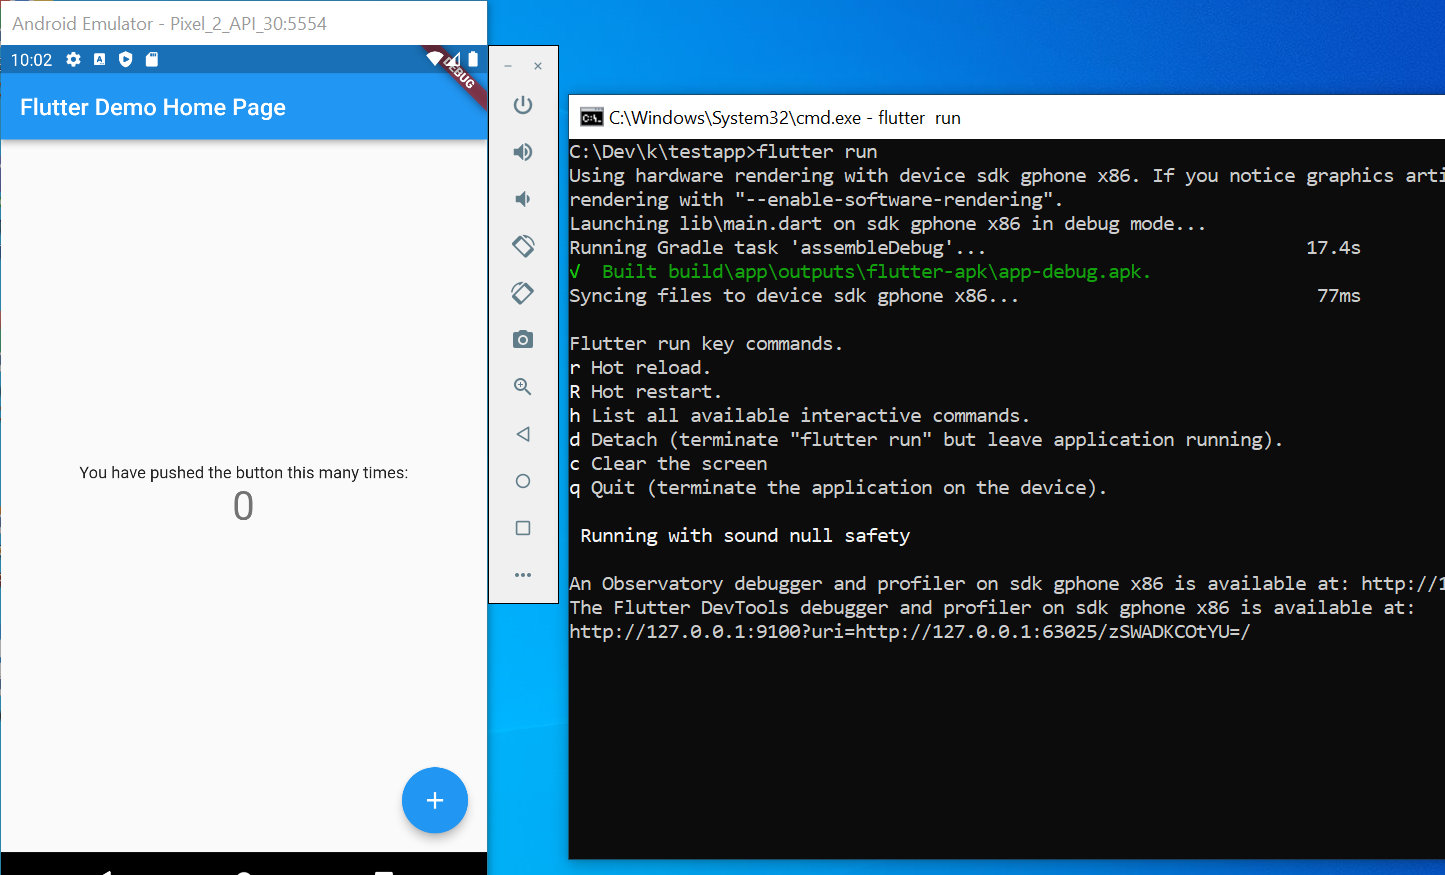 Android Emulator - Pixel_2_API_30:5554
10:02
DEBUG
Flutter Demo Home Page
You have pushed the button this many times:
0
C:\Windows\System32\cmd.exe - flutter  run
C:\Dev\k\testapp>flutter run
Using hardware rendering with device sdk gphone x86. If you notice graphics arti
rendering with "--enable-software-rendering".
Launching lib\main.dart on sdk gphone x86 in debug mode...
Running Gradle task 'assembleDebug'... 17.4s
√  Built build\app\outputs\flutter-apk\app-debug.apk.
Syncing files to device sdk gphone x86... 77ms
Flutter run key commands.
r Hot reload.
R Hot restart.
h List all available interactive commands.
d Detach (terminate "flutter run" but leave application running).
c Clear the screen
q Quit (terminate the application on the device).
Running with sound null safety
An Observatory debugger and profiler on sdk gphone x86 is available at: http://1
The Flutter DevTools debugger and profiler on sdk gphone x86 is available at:
http://127.0.0.1:9100?uri=http://127.0.0.1:63025/zSWADKCOtYU=/